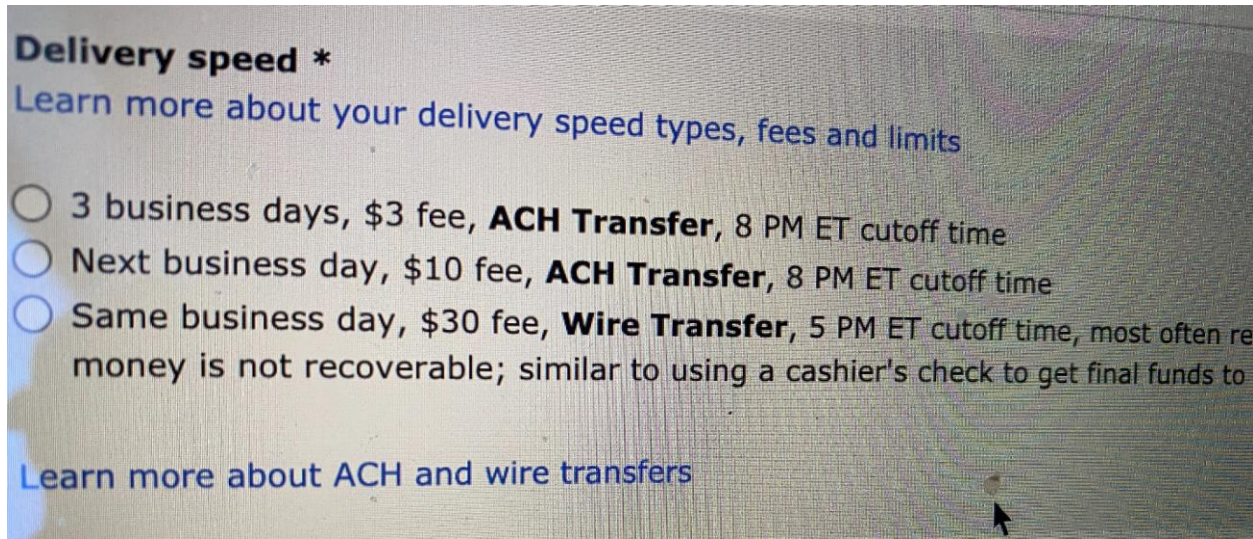 Delivery speed *
Learn more about your delivery speed types, fees and limits
3 business days, $3 fee, ACH Transfer, 8 PM ET cutoff time
Next business day, $10 fee, ACH Transfer, 8 PM ET cutoff time
Same business day, $30 fee, Wire Transfer, 5 PM ET cutoff time, most often re
money is not recoverable; similar to using a cashier's check to get final funds to
Learn more about ACH and wire transfers